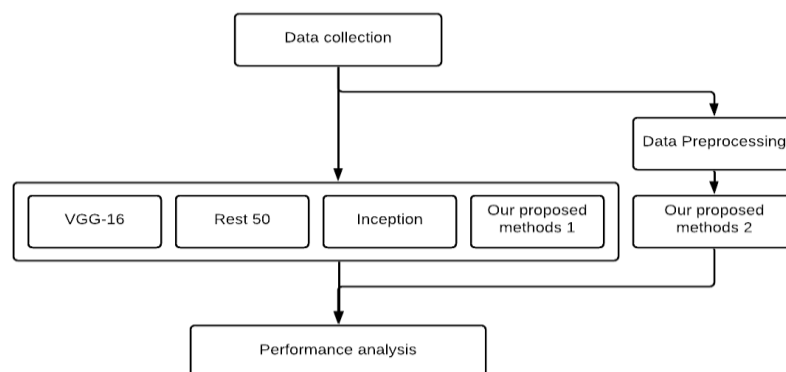 Data collection
Data Preprocessing
VGG-16
Rest 50
Inception
Our proposed
methods 1
Our proposed
methods 2
Performance analysis